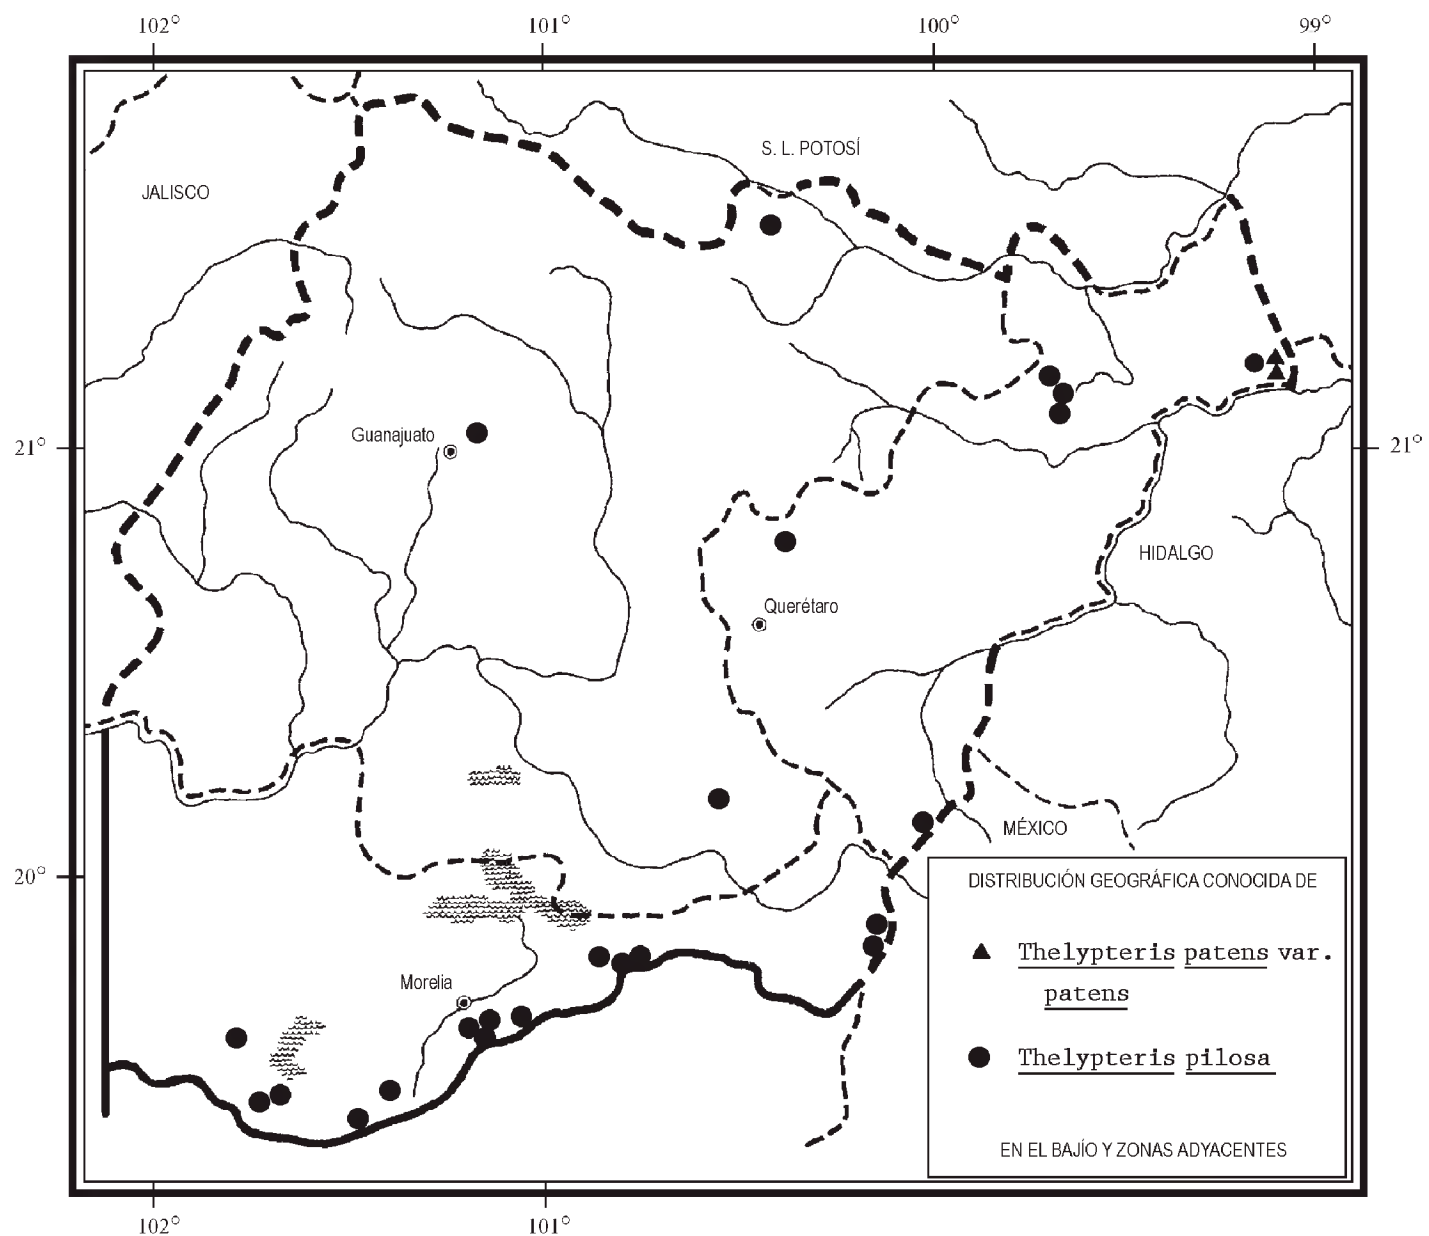 102° 101° 100° 99°
S. L. POTOSÍ
JALISCO
Guanajuato
21° 21°
HIDALGO
Querétaro
MÉXICO
20°
DISTRIBUCIÓN GEOGRÁFICA CONOCIDA DE
Thelypteris patens var.
patens
Morelia
Thelypteris pilosa
EN EL BAJÍO Y ZONAS ADYACENTES
102° 101°